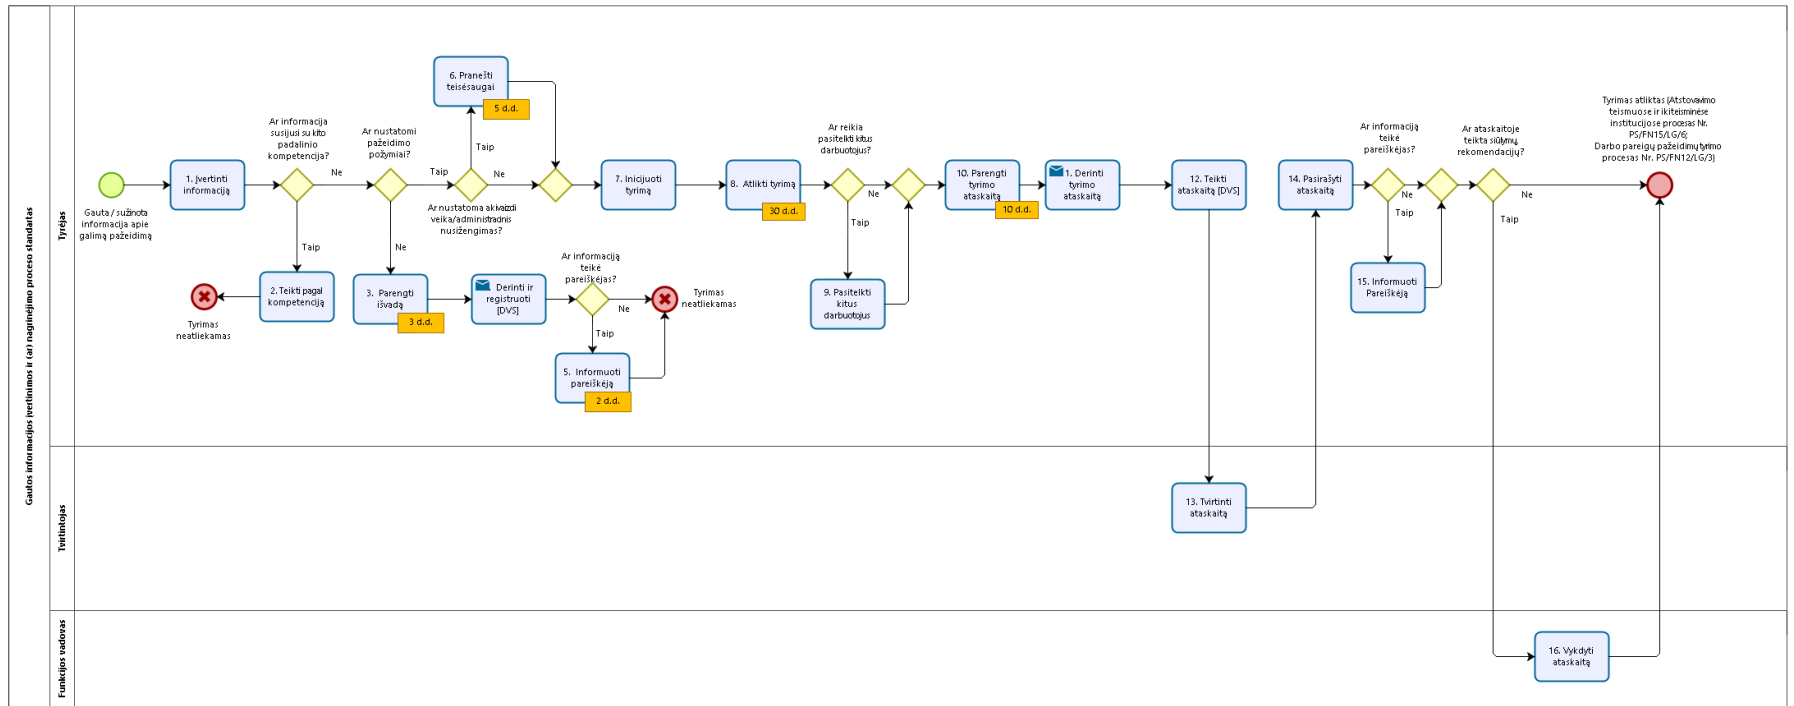 Gautos informacijos įvertinimos ir (ar) nagrinėjimo proceso standartas
Tyrėjas
Gauta / sužinota
informacija apie
galimą pažeidimą
1. Įvertinti
informaciją
Ar informacija
susijusi su kito
padalinio
kompetencija?
Ne
Taip
2. Teikti pagal
kompetenciją
Tyrimas
neatliekamas
Ar nustatomi
pažeidimo
požymiai?
Taip
Ne
3. Parengti
išvadą
3 d.d.
Derinti ir
registruoti
[DVS]
Ar informaciją
teikė
pareiškėjas?
Ne
Taip
5. Informuoti
pareiškėją
2 d.d.
Tyrimas
neatliekamas
6. Pranešti
teisėsaugai
5 d.d.
Taip
Ne
Ar nustatoma akivaizdi
veika/administracinis
nusižengimas?
7. Inicijuoti
tyrimą
8. Atlikti tyrimą
30 d.d.
Ar reikia
pasitelkti kitus
darbuotojus?
Ne
Taip
9. Pasitelkti
kitus
darbuotojus
10. Parengti
tyrimo
ataskaitą
10 d.d.
1. Derinti
tyrimo
ataskaitą
12. Teikti
ataskaitą [DVS]
14. Pasirašyti
ataskaitą
Ar informaciją
teikė
pareiškėjas?
Ne
Taip
15. Informuoti
Pareiškėją
Ar ataskaitoje
teikta siūlymų,
rekomendacijų?
Ne
Taip
Tyrimas atliktas (Atstovavimo
teismuose ir ikiteisminėse
institucijose procesas Nr.
PS/FN15/LG/6;
Darbo pareigų pažeidimų tyrimo
procesas Nr. PS/FN12/LG/3)
Tvirtintojas
13. Tvirtinti
ataskaitą
Funkcijos vadovas
16. Vykdyti
ataskaitą